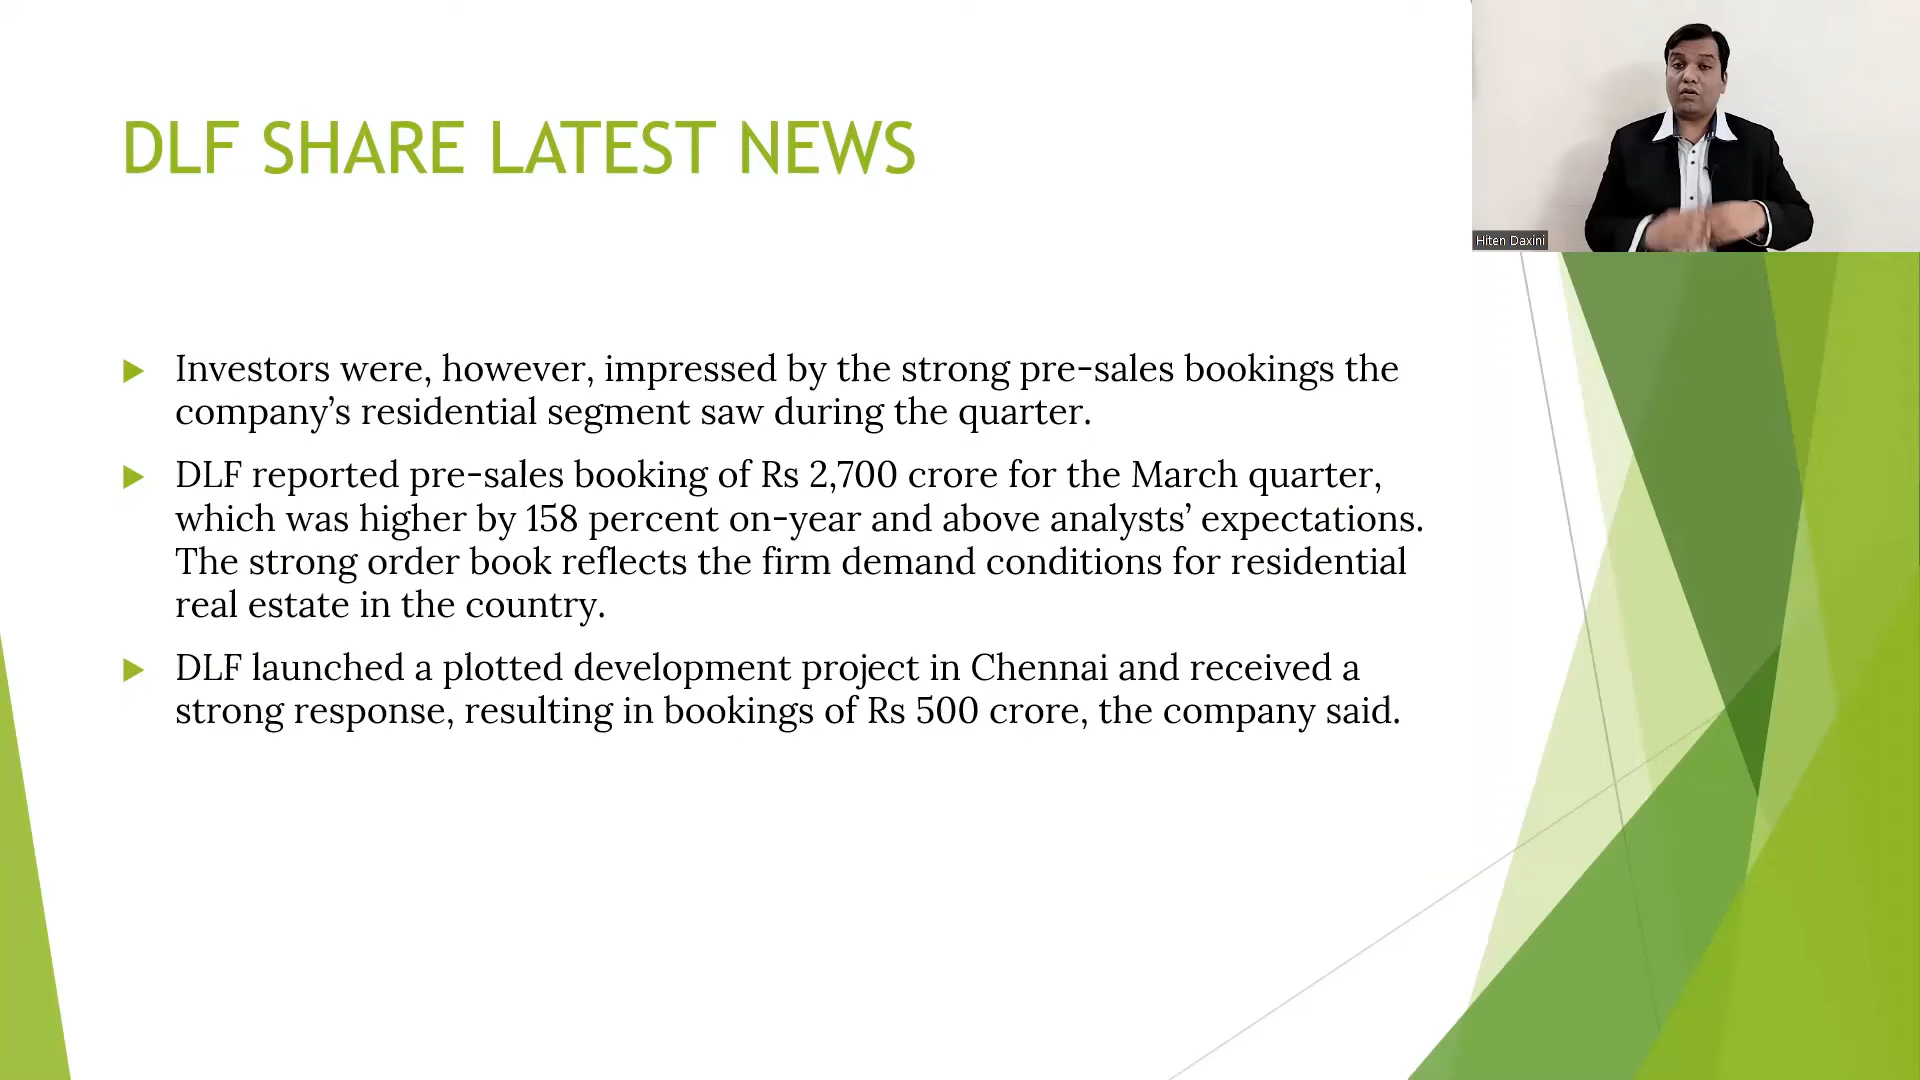 DLF SHARE LATEST NEWS
Hiten Daxini
Investors were, however, impressed by the strong pre-sales bookings the
company’s residential segment saw during the quarter.
DLF reported pre-sales booking of Rs 2,700 crore for the March quarter,
which was higher by 158 percent on-year and above analysts’ expectations.
The strong order book reflects the firm demand conditions for residential
real estate in the country.
DLF launched a plotted development project in Chennai and received a
strong response, resulting in bookings of Rs 500 crore, the company said.